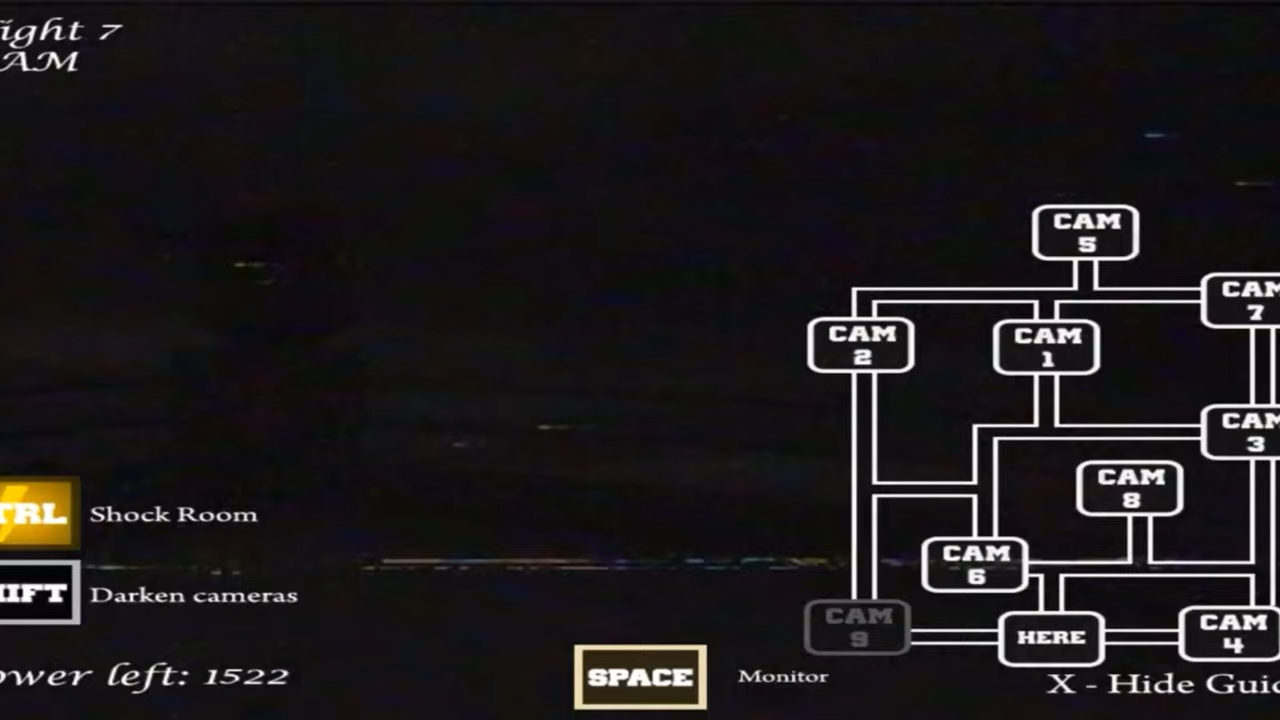 ight 7
AM
CAM
5
CAM
7
CAM
2
CAM
1
CAM
3
CAM
8
TRL
Shock Room
CAM
6
IIFT
Darken cameras
CAM
9
HERE
CAM
4
ower left: 1522
SPACE
Monitor
X - Hide Guid